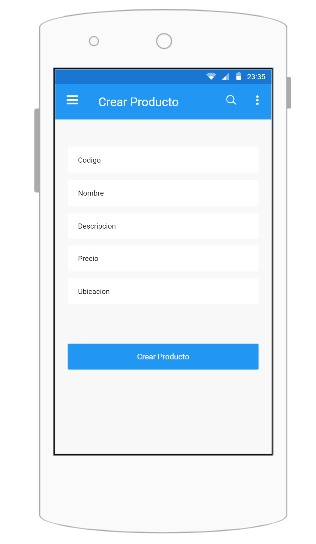 23:35
Crear Producto
Codigo
Nombre
Descripcion
Precio
Ubicacion
Crear Producto